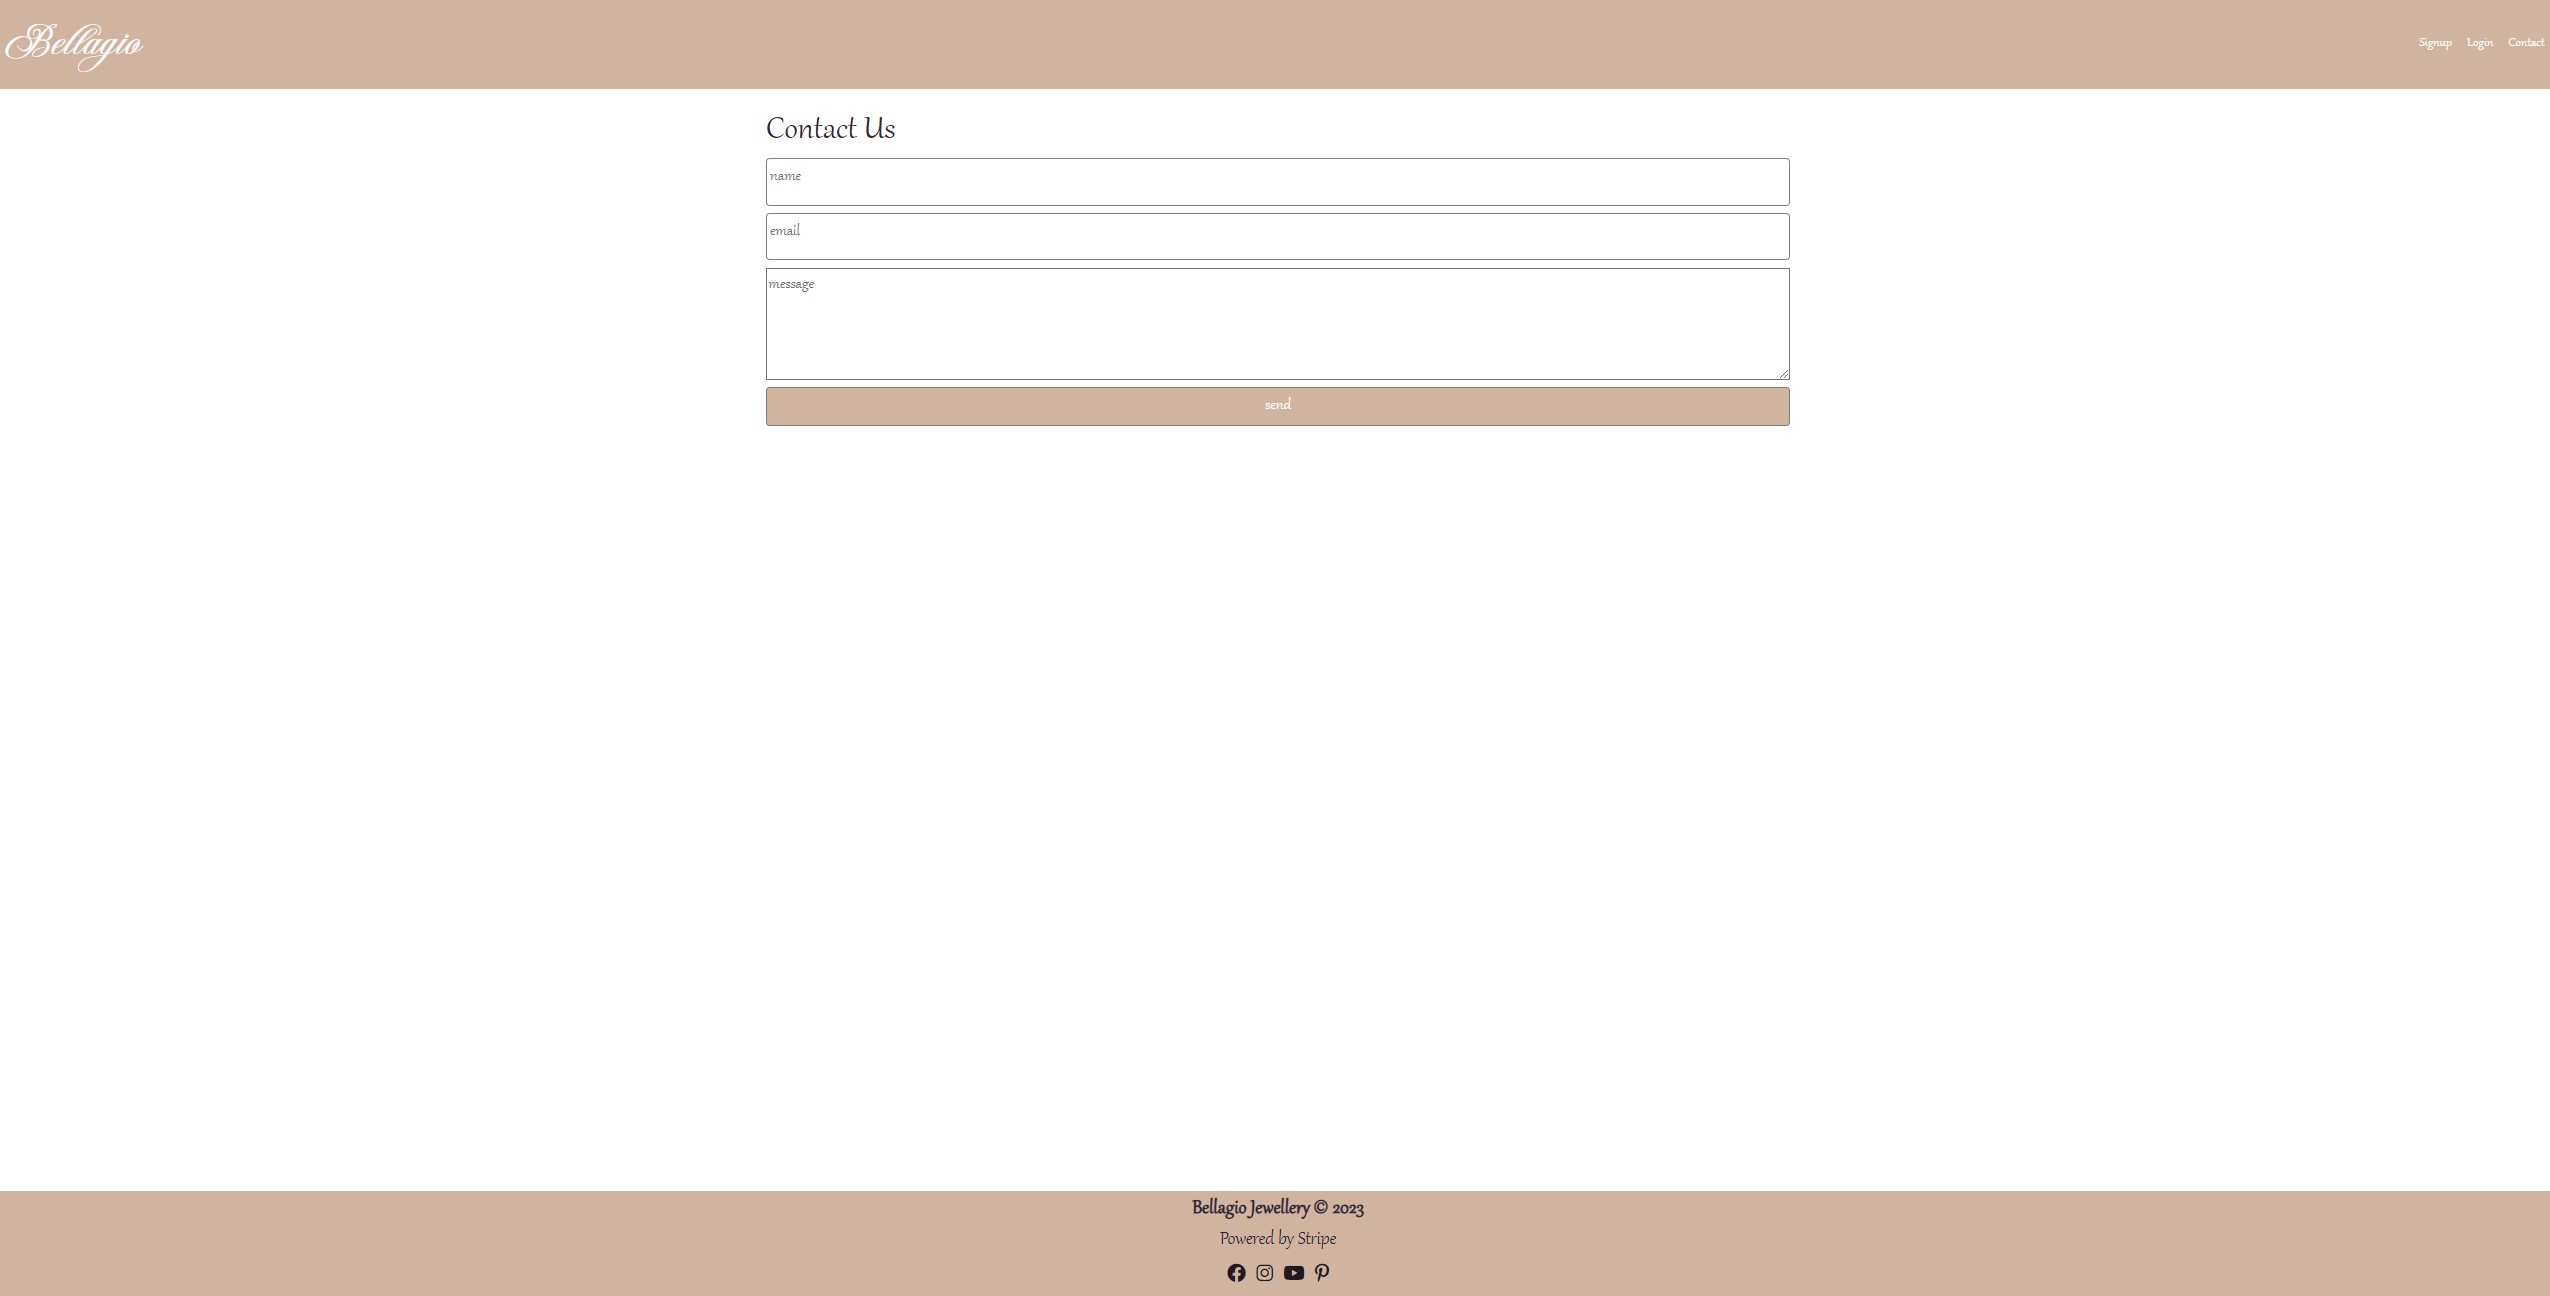 Bellagio
Signup Login Contact
Contact Us
name
email
message
send
Bellagio Jewellery © 2023
Powered by Stripe